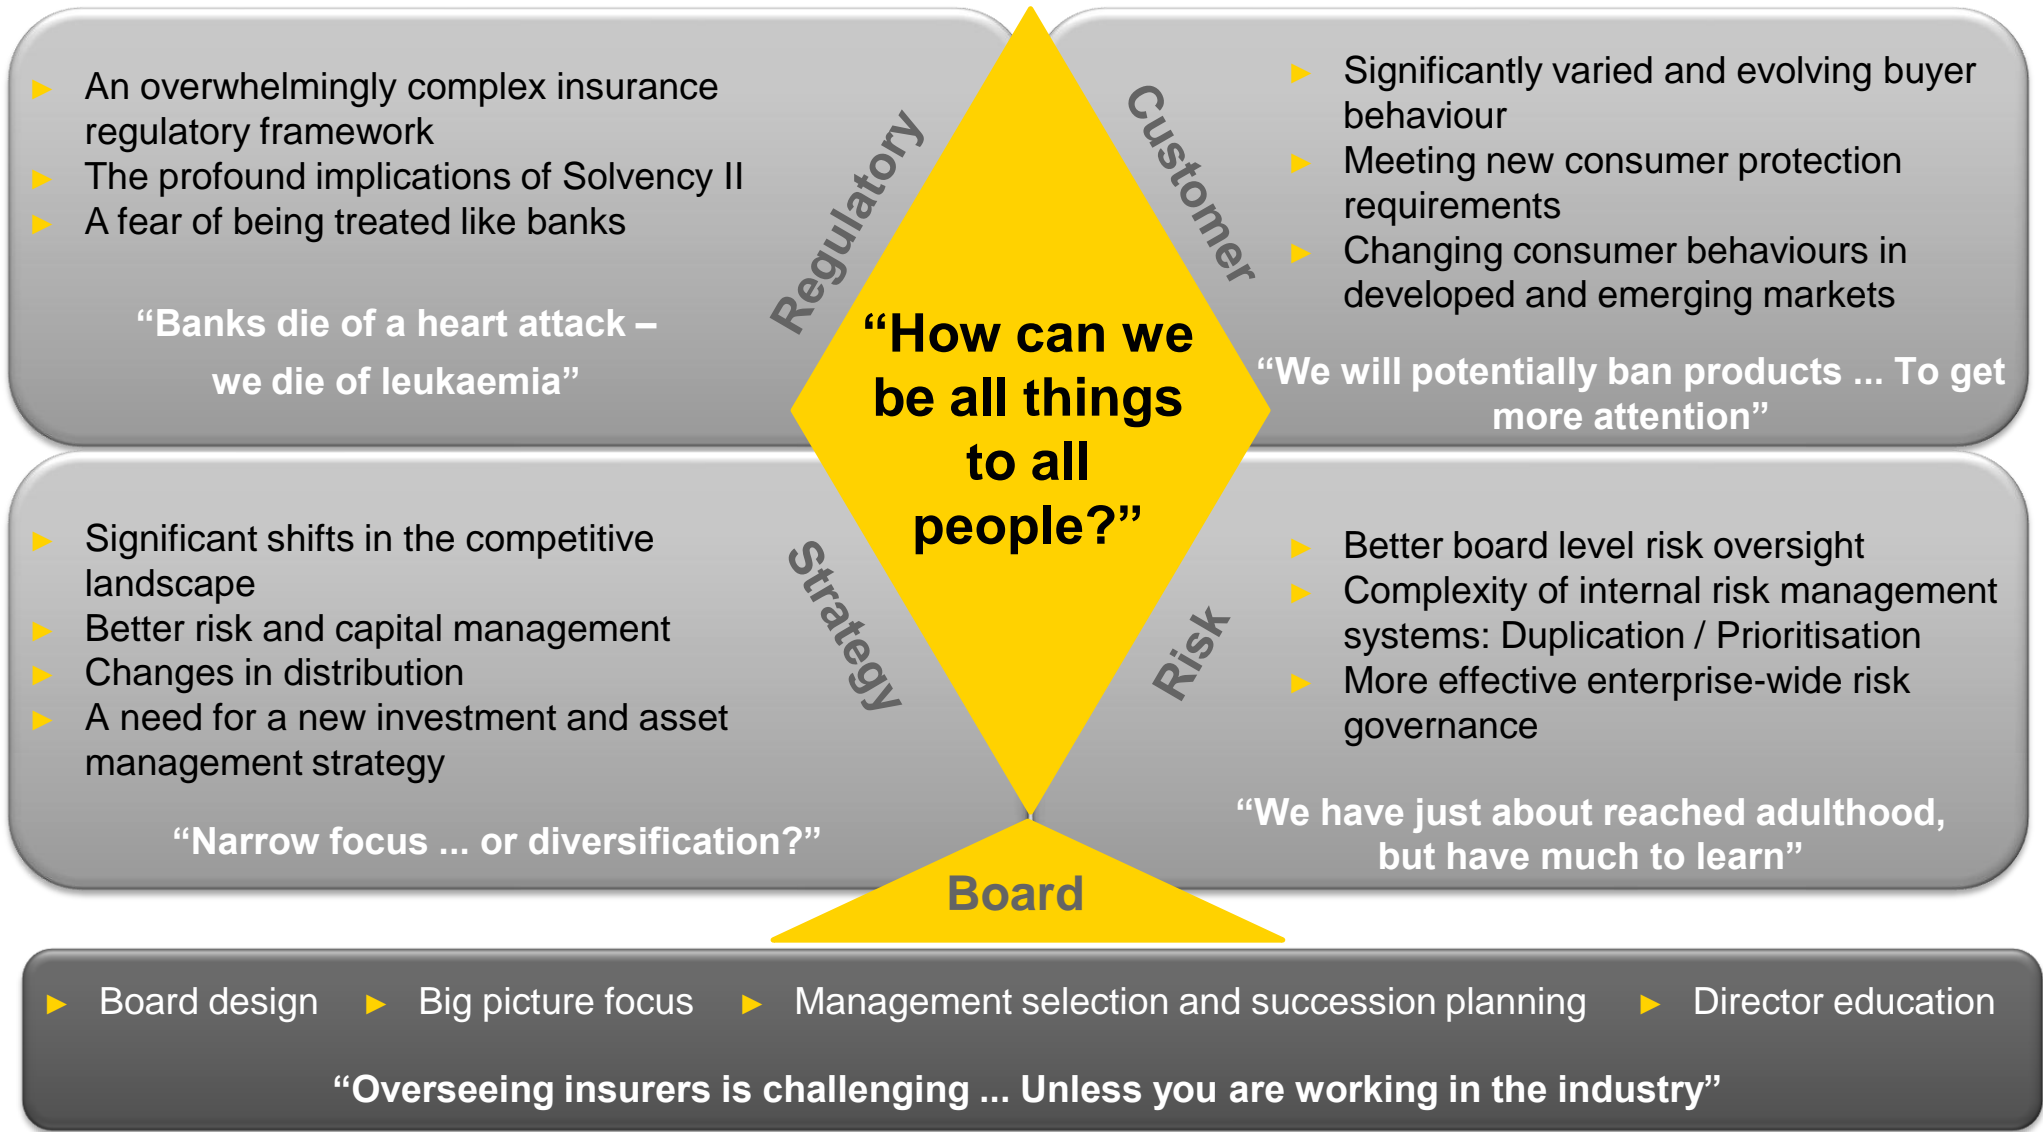 ► An overwhelmingly complex insurance
regulatory framework
► The profound implications of Solvency II
► A fear of being treated like banks
“Banks die of a heart attack –
we die of leukaemia”
Regulatory
Customer
► Significantly varied and evolving buyer
behaviour
► Meeting new consumer protection
requirements
► Changing consumer behaviours in
developed and emerging markets
“We will potentially ban products ... To get
more attention”
“How can we
be all things
to all
people?”
► Significant shifts in the competitive
landscape
► Better risk and capital management
► Changes in distribution
► A need for a new investment and asset
management strategy
“Narrow focus ... or diversification?”
Strategy
Risk
► Better board level risk oversight
► Complexity of internal risk management
systems: Duplication / Prioritisation
► More effective enterprise-wide risk
governance
“We have just about reached adulthood,
but have much to learn”
Board
► Board design ► Big picture focus ► Management selection and succession planning ► Director education
“Overseeing insurers is challenging ... Unless you are working in the industry”